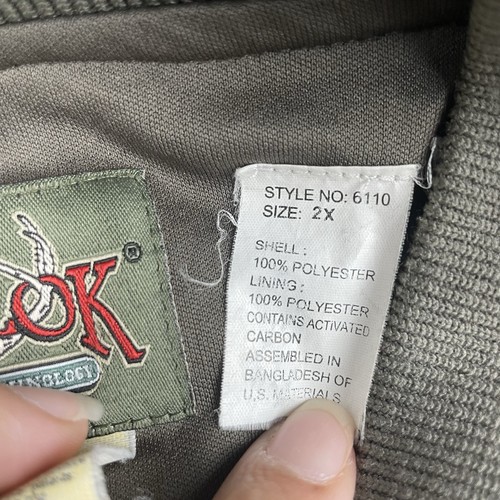 STYLE NO: 6110
SIZE: 2X
SHELL:
100% POLYESTER
LINING:
100% POLYESTER
CONTAINS ACTIVATED
CARBON
ASSEMBLED IN
BANGLADESH OF
U.S. MATERIALS
OK®